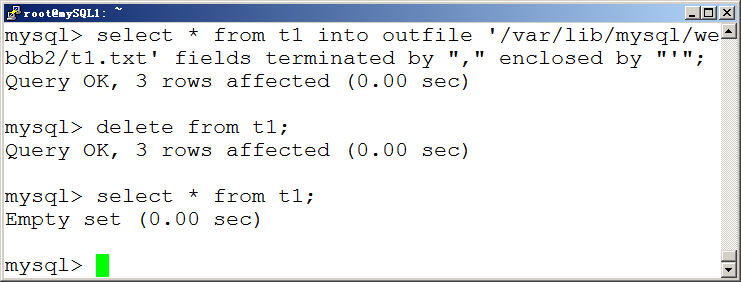 root@mySQL1: ~
mysql> select * from t1 into outfile '/var/lib/mysql/we
bdb2/t1.txt' fields terminated by "," enclosed by "'";
Query OK, 3 rows affected (0.00 sec)
mysql> delete from t1;
Query OK, 3 rows affected (0.00 sec)
mysql> select * from t1;
Empty set (0.00 sec)
mysql>